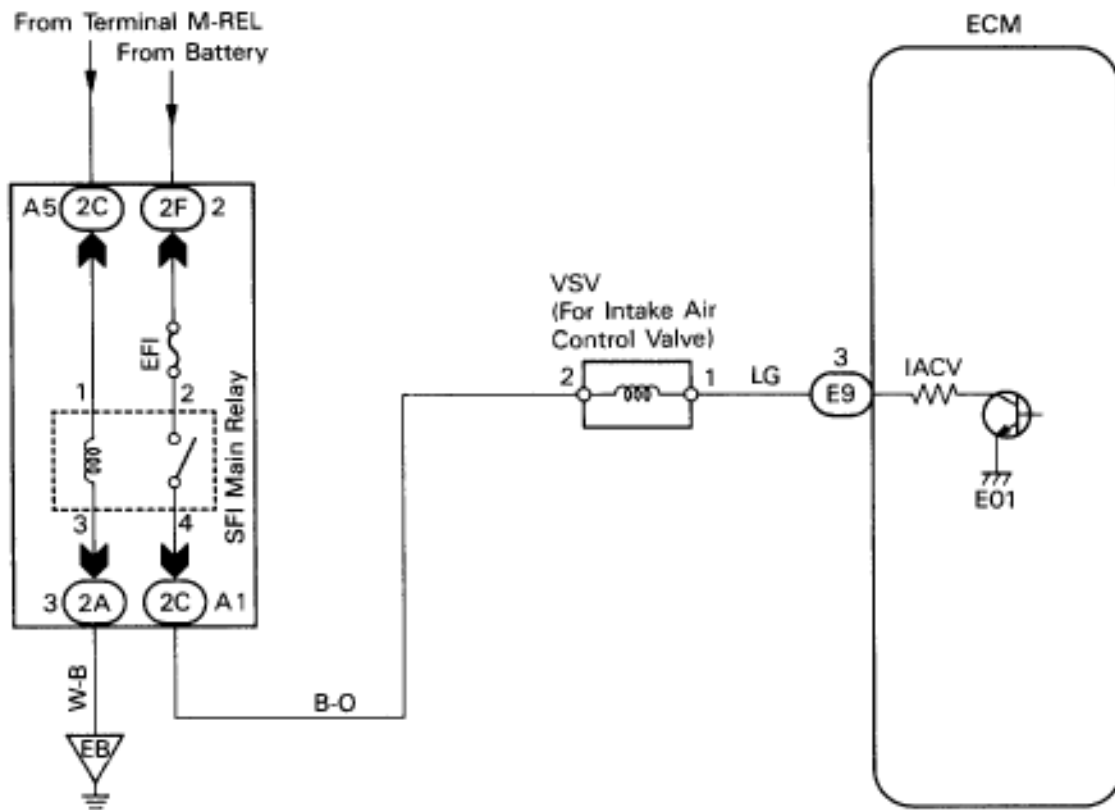 From Terminal M-REL
From Battery
ECM
A5 2C 2F 2
VSV
(For Intake Air
Control Valve)
EFI
3
2 1 LG E9 IACV
1 2
SFI Main Relay
E01
3 4
3 2A 2C A1
W-B
B-O
EB